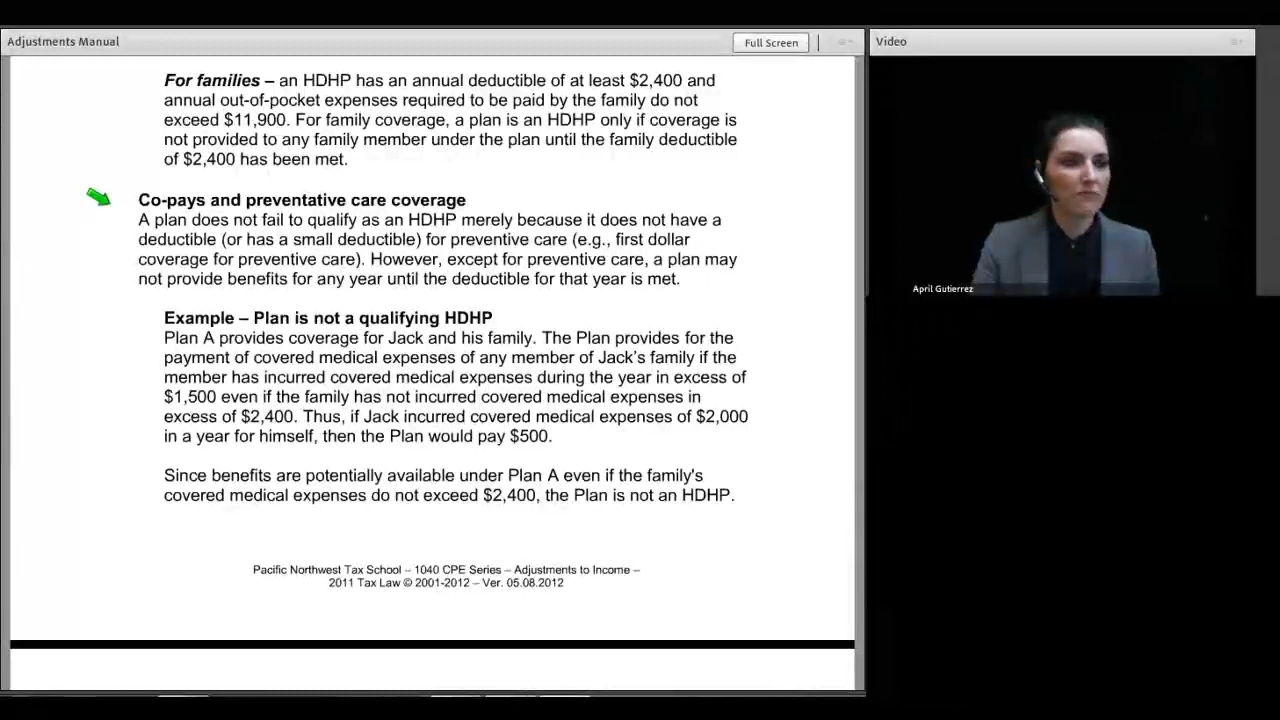 Adjustments Manual
Full Screen
Video
For families – an HDHP has an annual deductible of at least $2,400 and
annual out-of-pocket expenses required to be paid by the family do not
exceed $11,900. For family coverage, a plan is an HDHP only if coverage is
not provided to any family member under the plan until the family deductible
of $2,400 has been met.
Co-pays and preventative care coverage
A plan does not fail to qualify as an HDHP merely because it does not have a
deductible (or has a small deductible) for preventive care (e.g., first dollar
coverage for preventive care). However, except for preventive care, a plan may
not provide benefits for any year until the deductible for that year is met.
Example – Plan is not a qualifying HDHP
Plan A provides coverage for Jack and his family. The Plan provides for the
payment of covered medical expenses of any member of Jack's family if the
member has incurred covered medical expenses during the year in excess of
$1,500 even if the family has not incurred covered medical expenses in
excess of $2,400. Thus, if Jack incurred covered medical expenses of $2,000
in a year for himself, then the Plan would pay $500.
Since benefits are potentially available under Plan A even if the family's
covered medical expenses do not exceed $2,400, the Plan is not an HDHP.
Pacific Northwest Tax School – 1040 CPE Series – Adjustments to Income –
2011 Tax Law © 2001-2012 – Ver. 05.08.2012
April Gutierrez